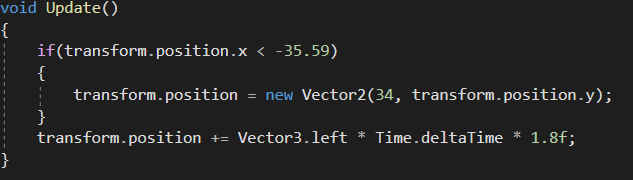 void Update()
{
    if(transform.position.x < -35.59)
    {
        transform.position = new Vector2(34, transform.position.y);
    }
    transform.position += Vector3.left * Time.deltaTime * 1.8f;
}